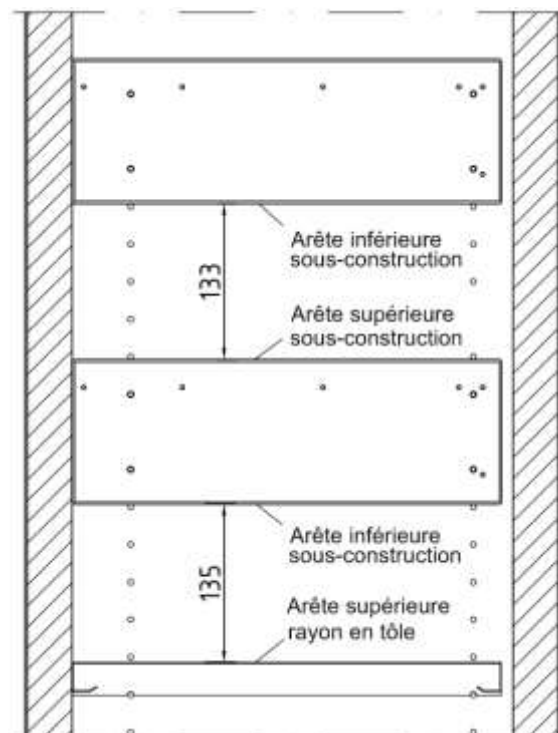 Arête inférieure
sous-construction
133
Arête supérieure
sous-construction
Arête inférieure
sous-construction
135
Arête supérieure
rayon en tôle